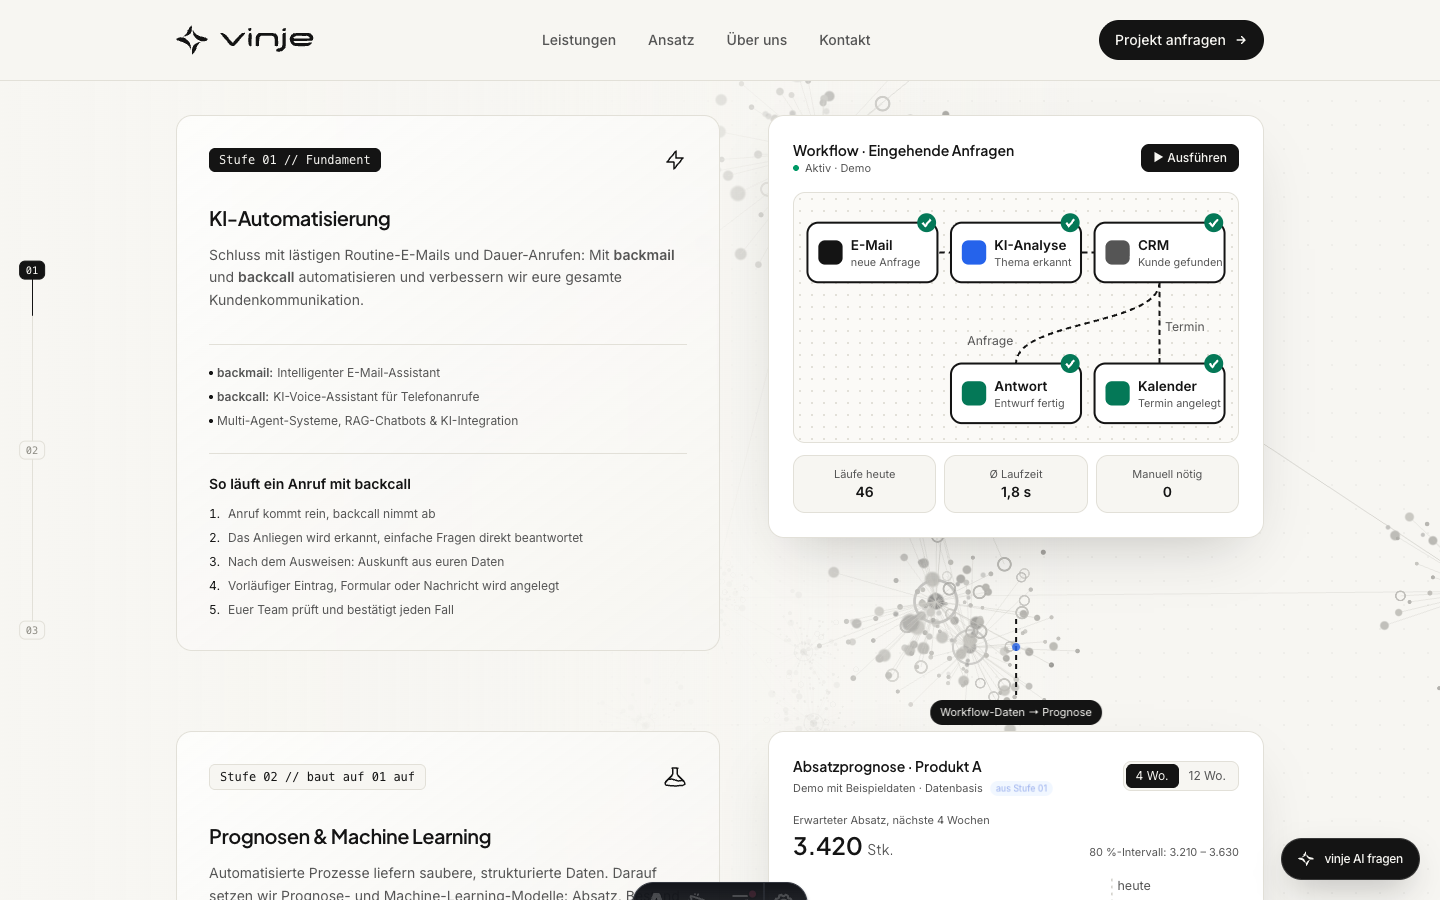 vinje
Leistungen
Ansatz
Über uns
Kontakt
Projekt anfragen →
01
02
03
Stufe 01 // Fundament
KI-Automatisierung
Schluss mit lästigen Routine-E-Mails und Dauer-Anrufen: Mit backmail
und backcall automatisieren und verbessern wir eure gesamte
Kundenkommunikation.
• backmail: Intelligenter E-Mail-Assistant
• backcall: KI-Voice-Assistant für Telefonanrufe
• Multi-Agent-Systeme, RAG-Chatbots & KI-Integration
So läuft ein Anruf mit backcall
1. Anruf kommt rein, backcall nimmt ab
2. Das Anliegen wird erkannt, einfache Fragen direkt beantwortet
3. Nach dem Ausweisen: Auskunft aus euren Daten
4. Vorläufiger Eintrag, Formular oder Nachricht wird angelegt
5. Euer Team prüft und bestätigt jeden Fall
Workflow · Eingehende Anfragen
Aktiv · Demo
▶ Ausführen
E-Mail
neue Anfrage
KI-Analyse
Thema erkannt
CRM
Kunde gefunden
Anfrage
Termin
Antwort
Entwurf fertig
Kalender
Termin angelegt
Läufe heute
46
Ø Laufzeit
1,8 s
Manuell nötig
0
Workflow-Daten → Prognose
Stufe 02 // baut auf 01 auf
Prognosen & Machine Learning
Automatisierte Prozesse liefern saubere, strukturierte Daten. Darauf
setzen wir Prognose- und Machine-Learning-Modelle: Absatz,
Absatzprognose · Produkt A
Demo mit Beispieldaten · Datenbasis aus Stufe 01
4 Wo.
12 Wo.
Erwarteter Absatz, nächste 4 Wochen
3.420 Stk.
80 %-Intervall: 3.210 – 3.630
heute
vinje AI fragen